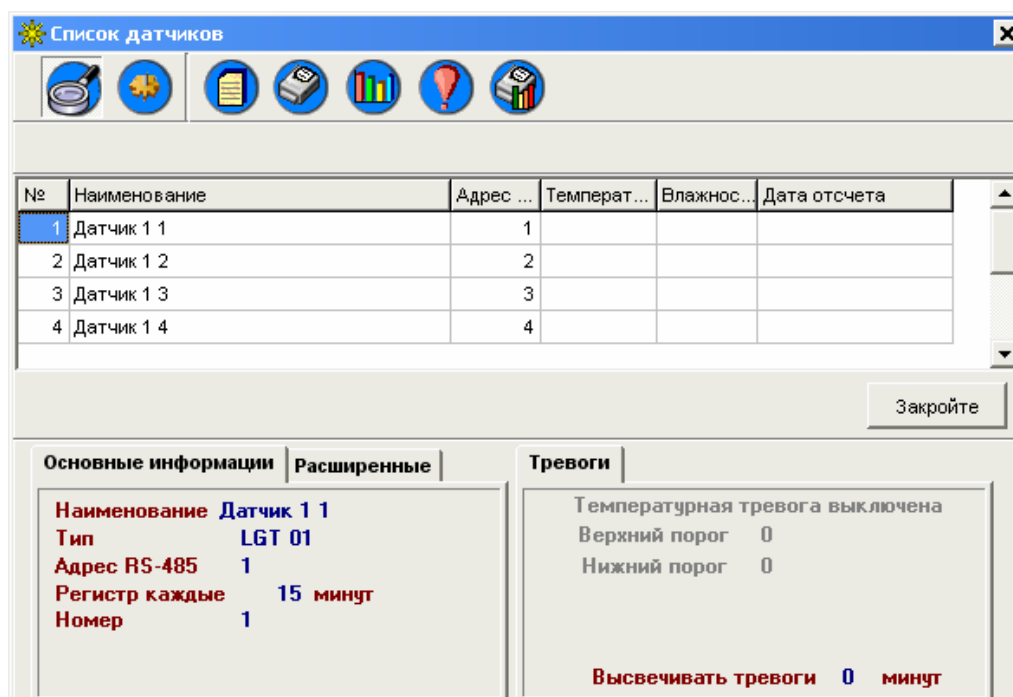 Список датчиков
№ Наименование Адрес ... Температ... Влажнос... Дата отсчета
1 Датчик 1 1 1
2 Датчик 1 2 2
3 Датчик 1 3 3
4 Датчик 1 4 4
Закройте
Основные информации Расширенные
Наименование Датчик 1 1
Тип LGT 01
Адрес RS-485 1
Регистр каждые 15 минут
Номер 1
Тревоги
Температурная тревога выключена
Верхний порог 0
Нижний порог 0
Высвечивать тревоги 0 минут